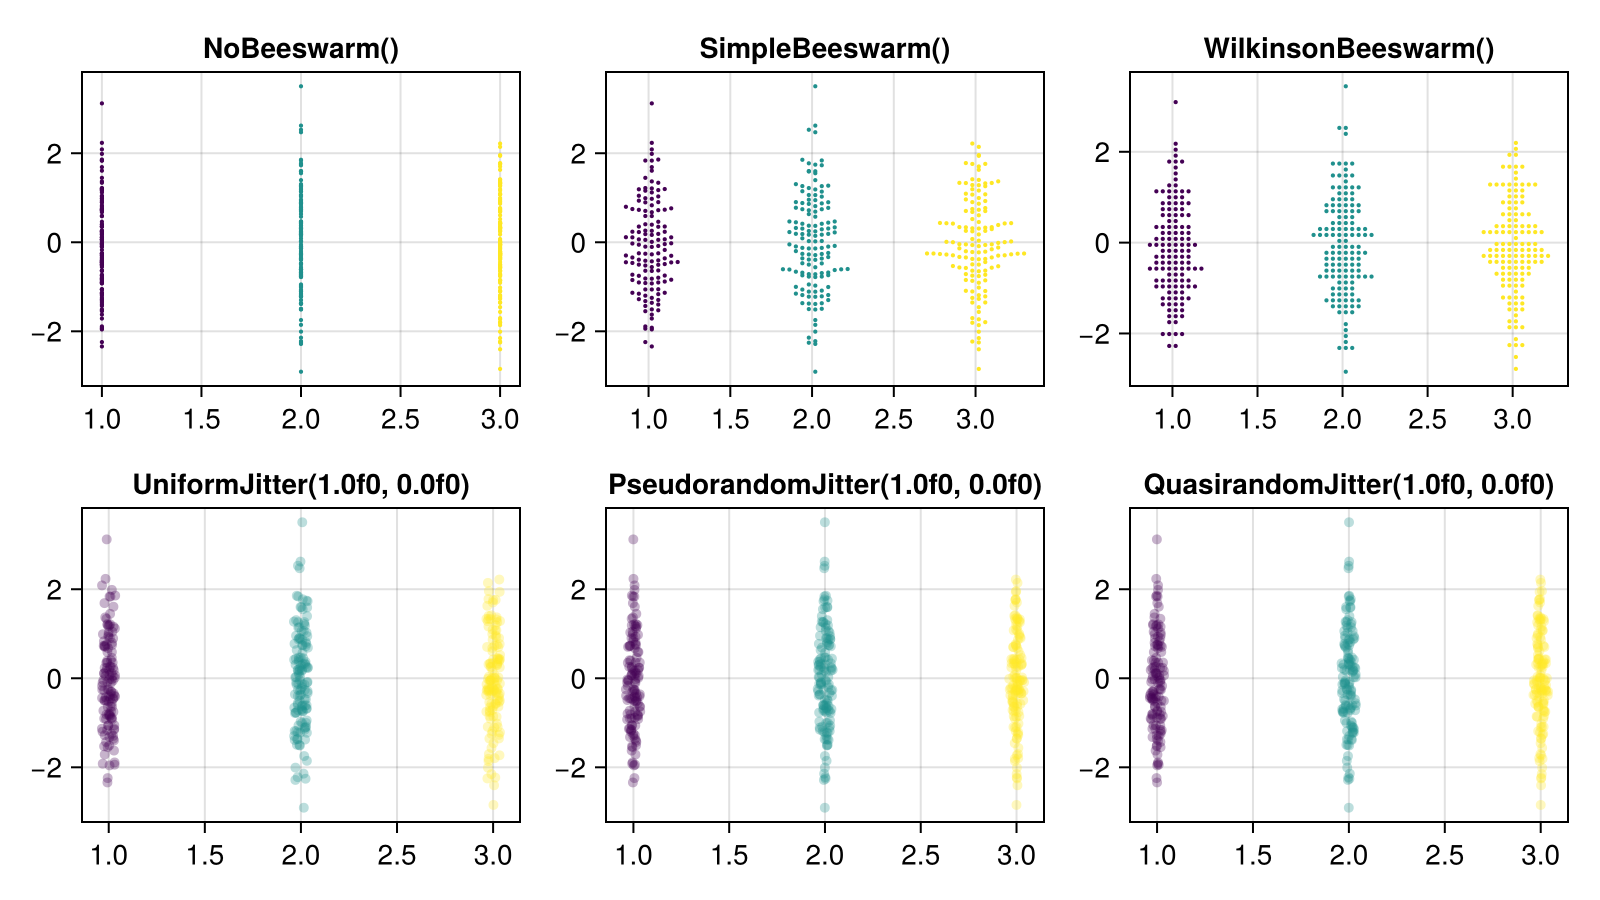 NoBeeswarm()
2
0
−2
1.0 1.5 2.0 2.5 3.0
SimpleBeeswarm()
2
0
−2
1.0 1.5 2.0 2.5 3.0
WilkinsonBeeswarm()
2
0
−2
1.0 1.5 2.0 2.5 3.0
UniformJitter(1.0f0, 0.0f0)
2
0
−2
1.0 1.5 2.0 2.5 3.0
PseudorandomJitter(1.0f0, 0.0f0)
2
0
−2
1.0 1.5 2.0 2.5 3.0
QuasirandomJitter(1.0f0, 0.0f0)
2
0
−2
1.0 1.5 2.0 2.5 3.0